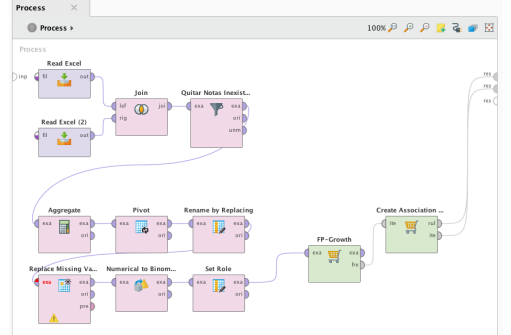 Process
Process
100%
Process
Read Excel
inp
fil
out
res
Join
Quitar Notas Inexist...
lef
joi
exa
exa
res
rig
ori
res
Read Excel (2)
unm
fil
out
Aggregate
Pivot
Rename by Replacing
Create Association ...
exa
exa
exa
exa
exa
exa
ite
rul
ori
ori
ori
ite
FP-Growth
exa
exa
fre
Replace Missing Va...
Numerical to Binom...
Set Role
exa
exa
exa
exa
exa
exa
ori
ori
ori
pre